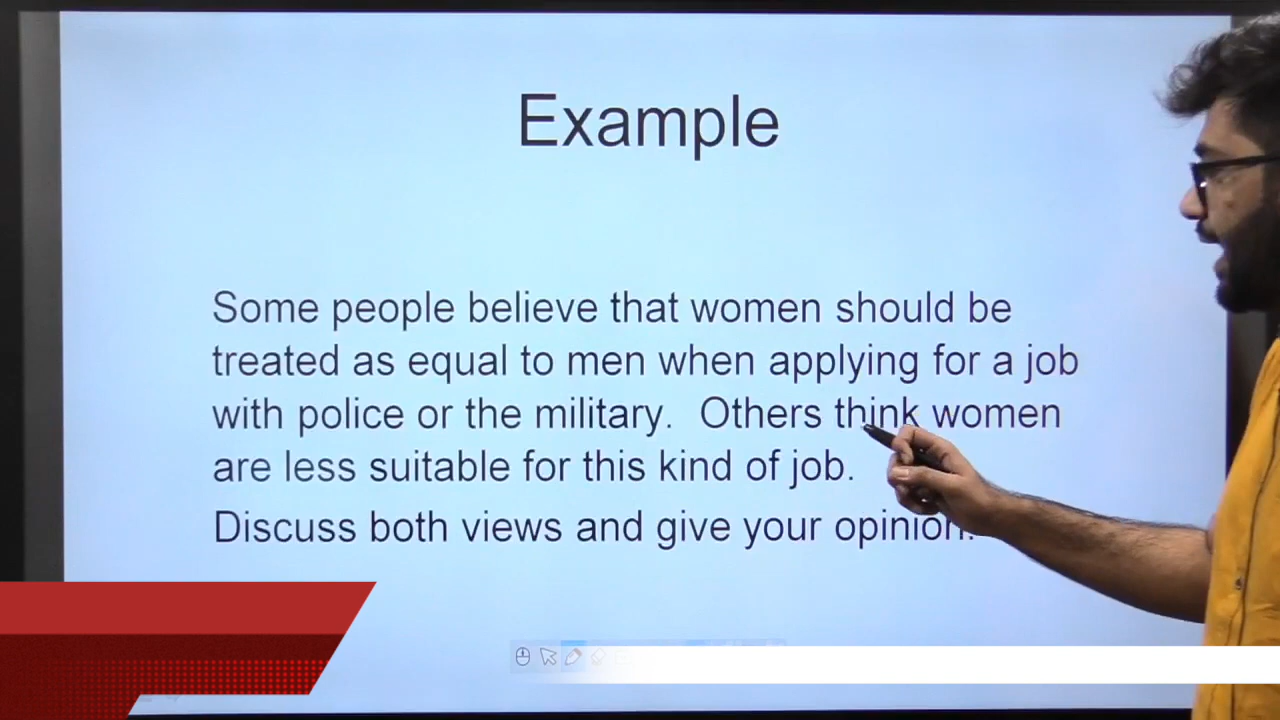 Example
Some people believe that women should be
treated as equal to men when applying for a job
with police or the military. Others think women
are less suitable for this kind of job.
Discuss both views and give your opinion.